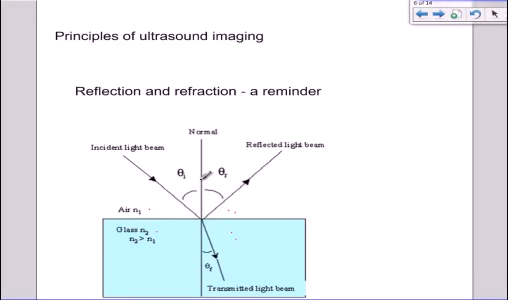 6 of 14
Principles of ultrasound imaging
Reflection and refraction - a reminder
Normal
Incident light beam
Reflected light beam
θi
θr
Air n1
Glass n2
n2> n1
θr
Transmitted light beam